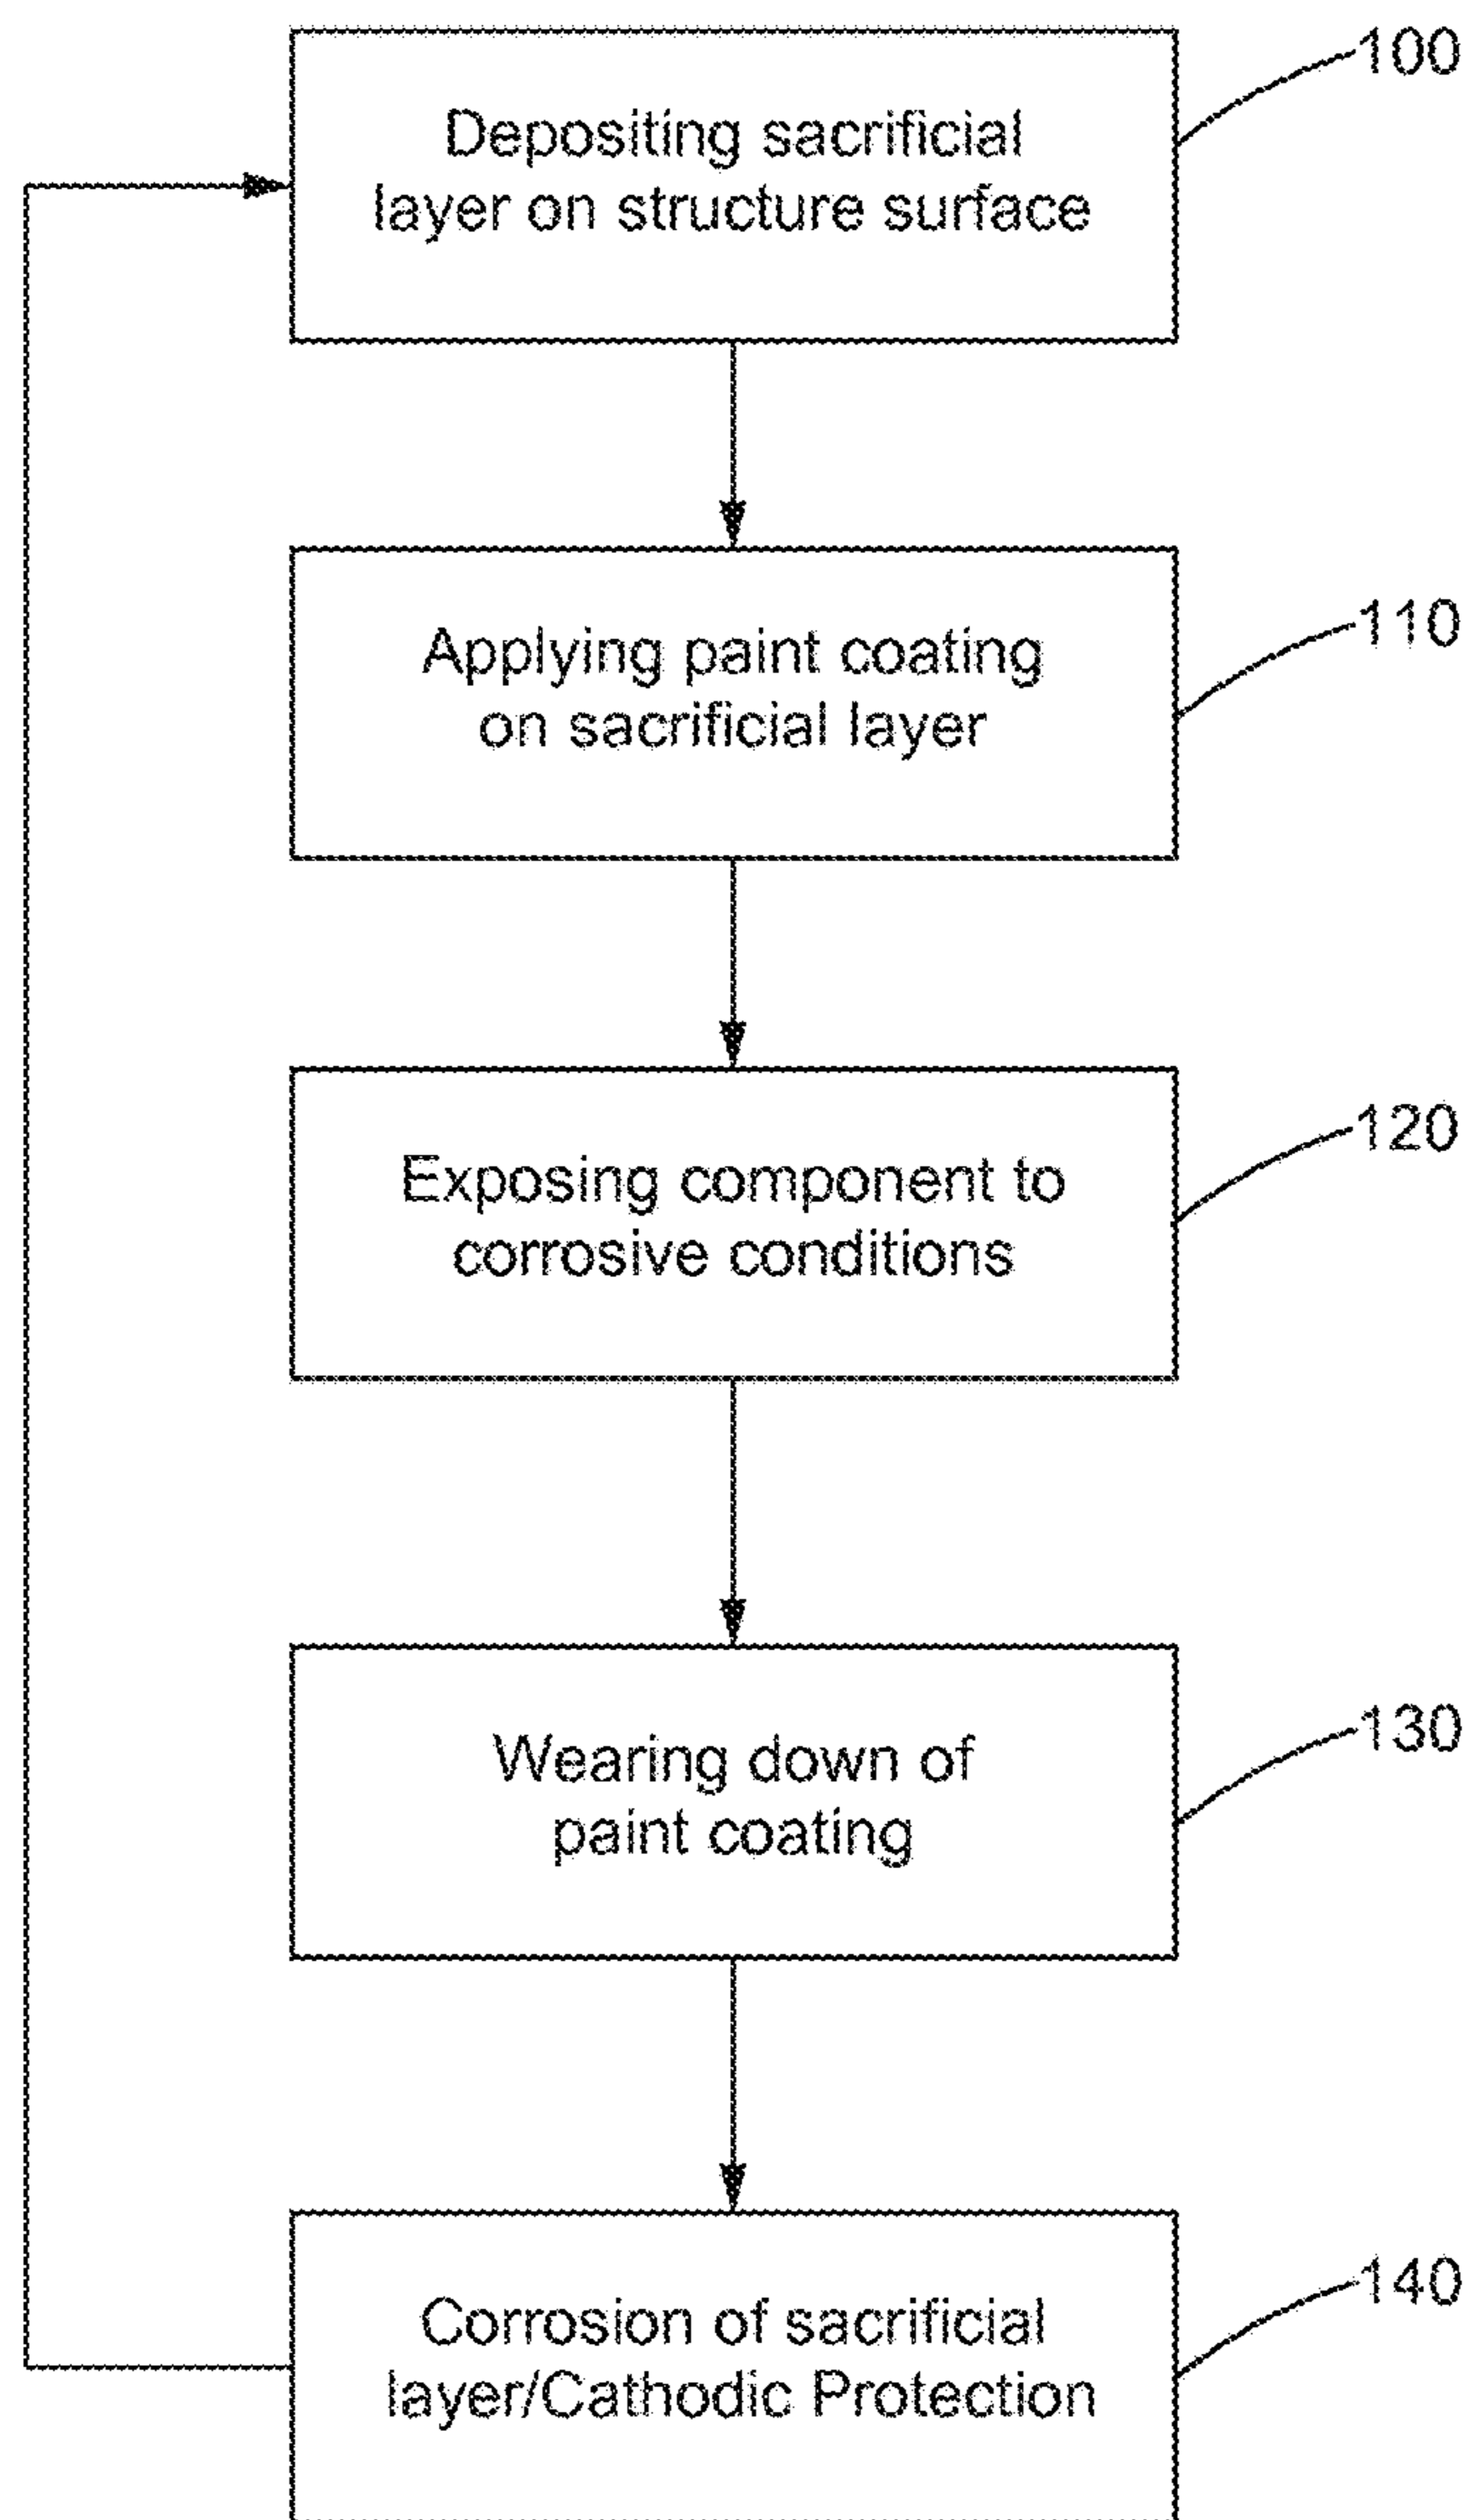 100
Depositing sacrificial
layer on structure surface
110
Applying paint coating
on sacrificial layer
120
Exposing component to
corrosive conditions
130
Wearing down of
paint coating
140
Corrosion of sacrificial
layer/Cathodic Protection